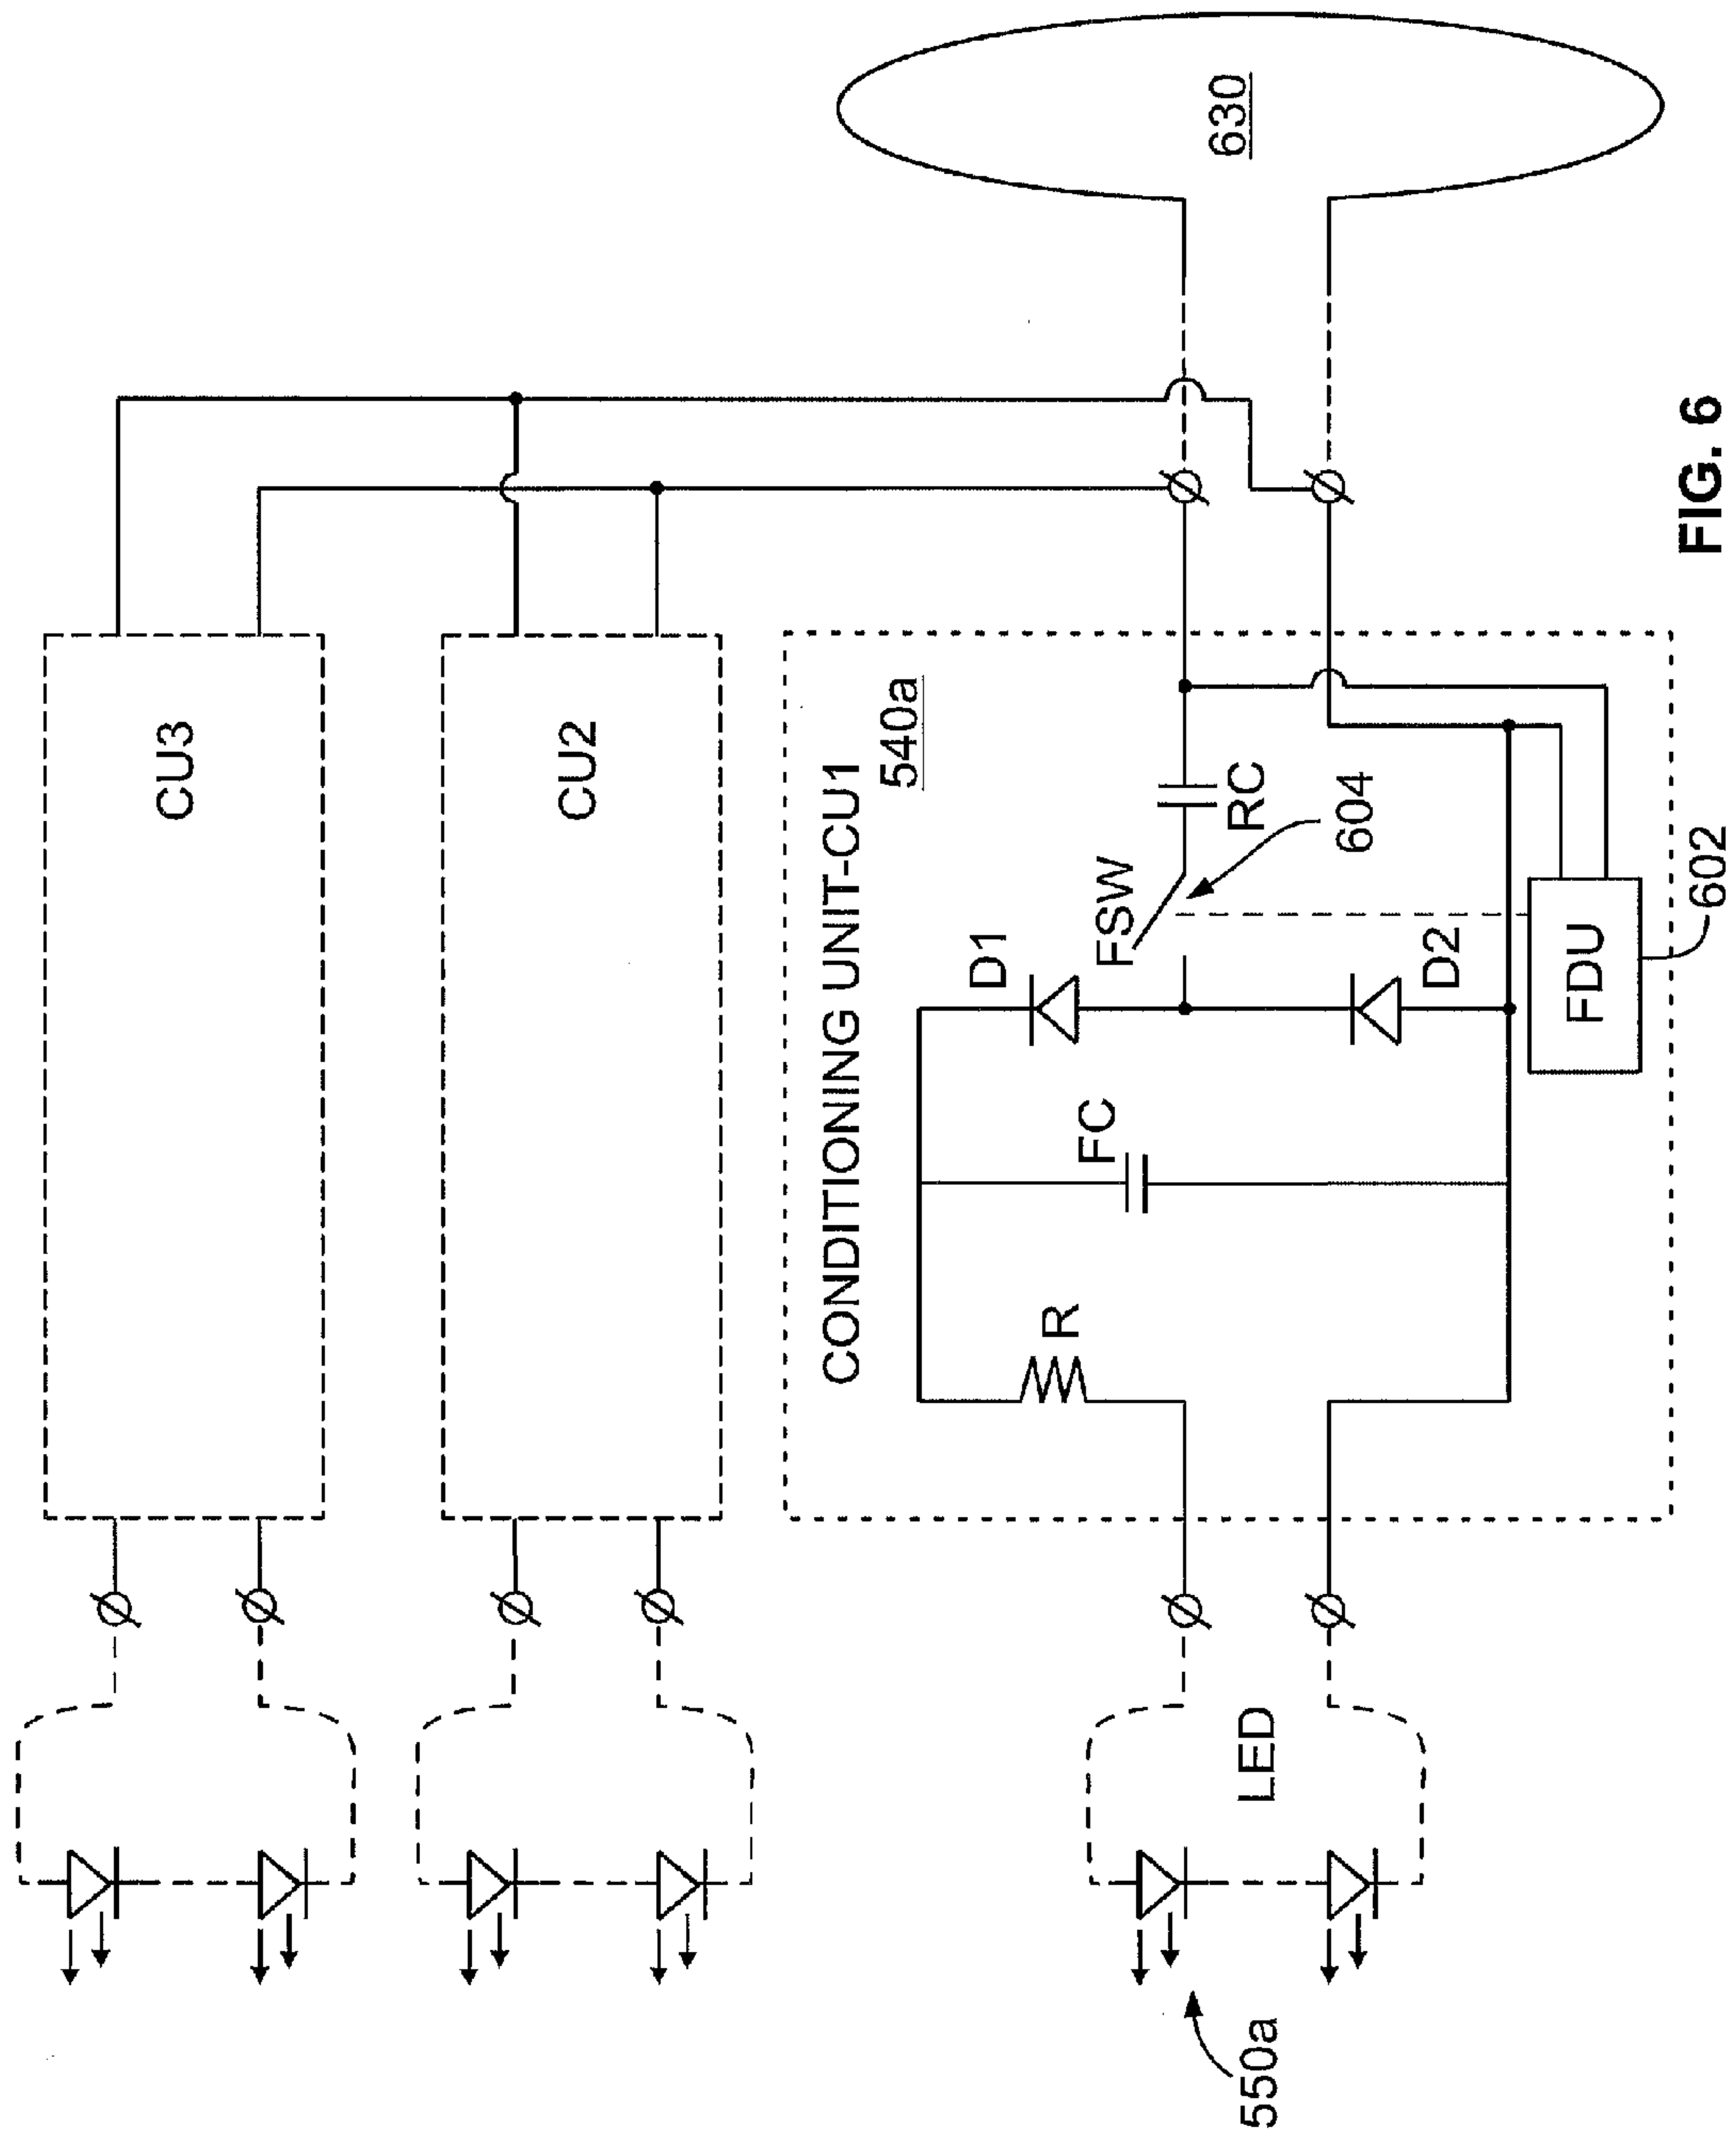 CU3
CU2
CONDITIONING UNIT-CU1
540a
D1
FSW
RC
604
FC
R
D2
FDU
602
LED
550a
630
FIG. 6